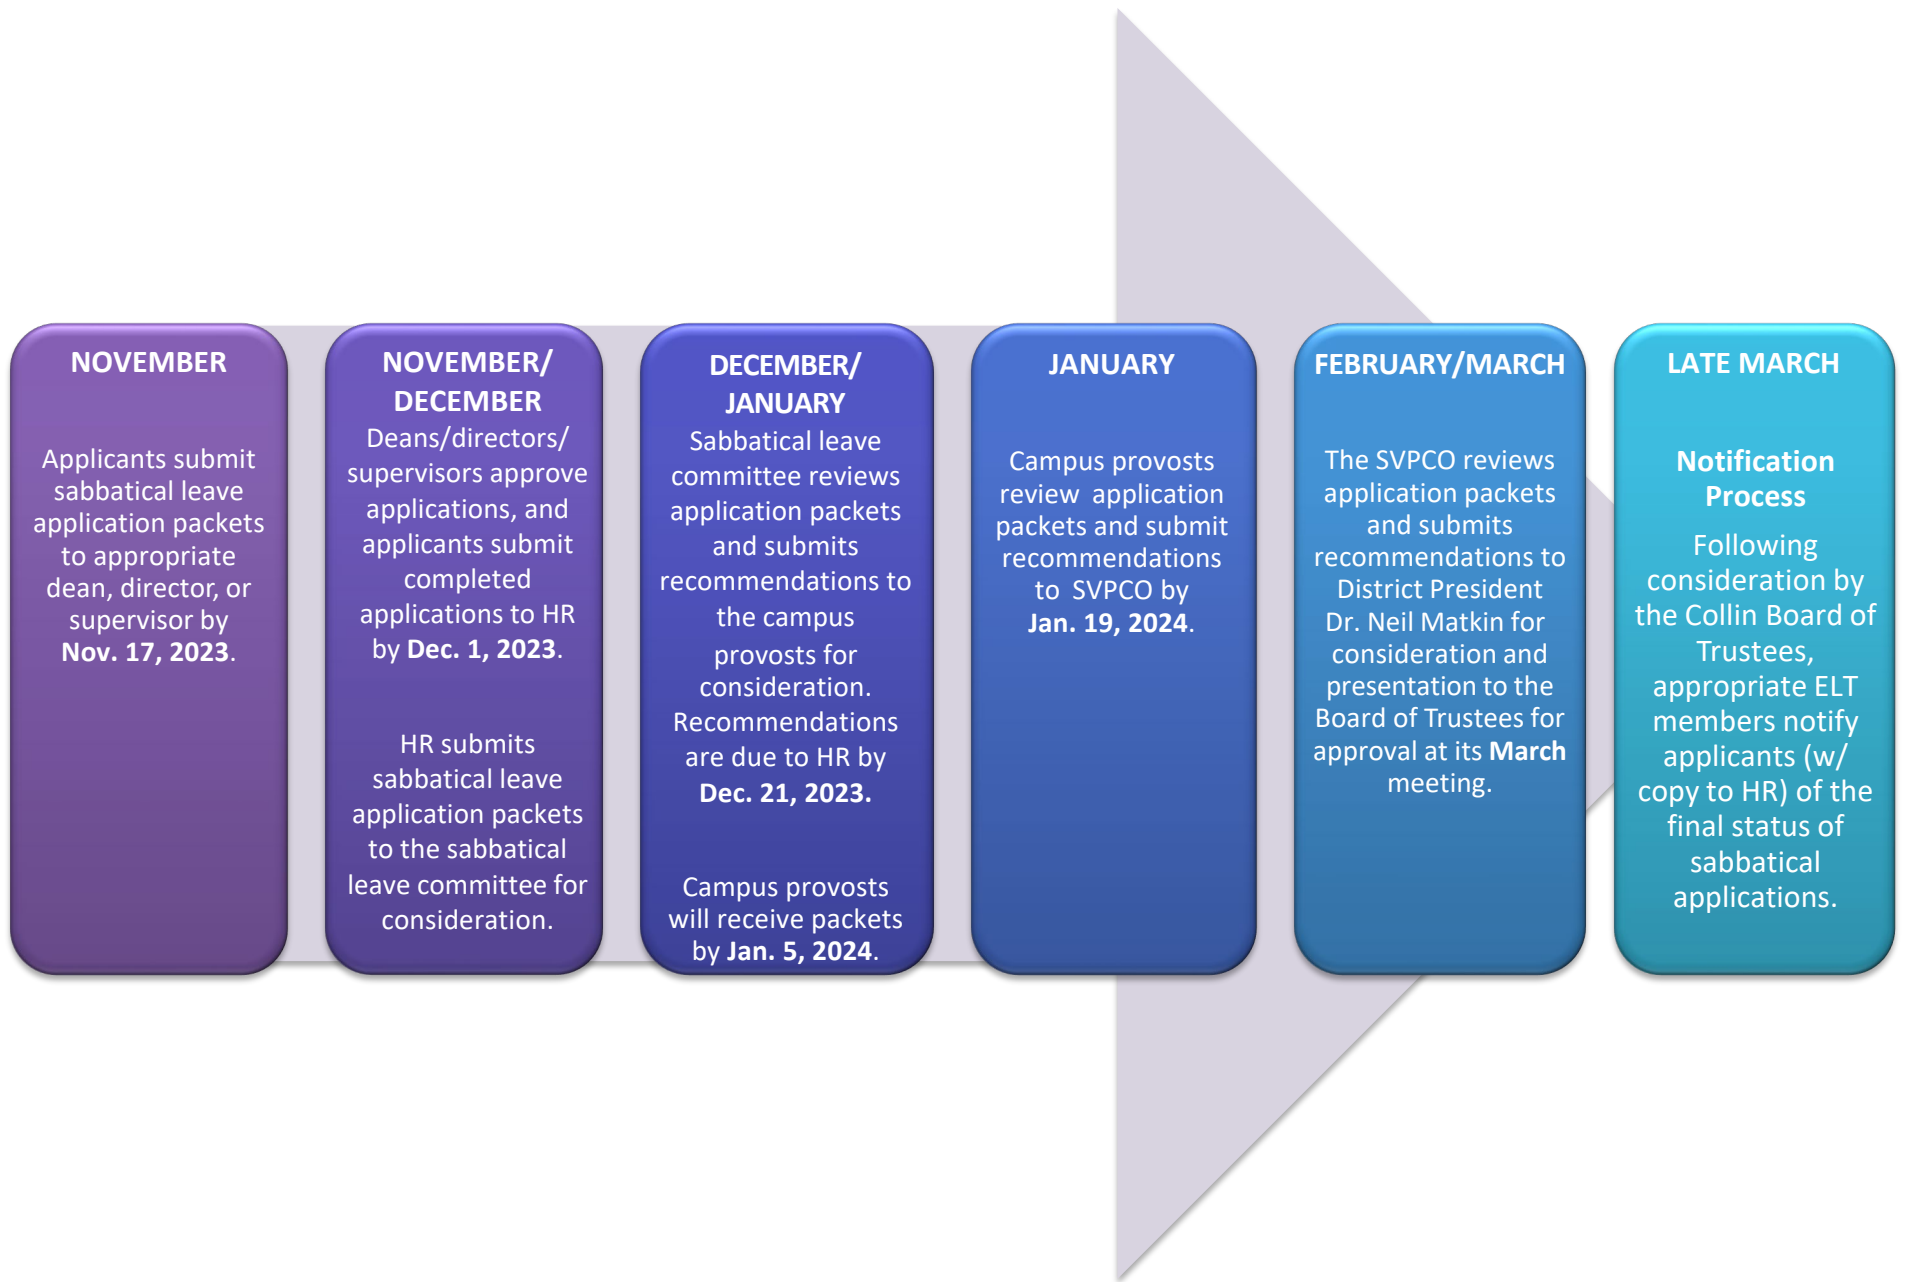 NOVEMBER
Applicants submit
sabbatical leave
application packets
to appropriate
dean, director, or
supervisor by
Nov. 17, 2023.
NOVEMBER/
DECEMBER
Deans/directors/
supervisors approve
applications, and
applicants submit
completed
applications to HR
by Dec. 1, 2023.
HR submits
sabbatical leave
application packets
to the sabbatical
leave committee for
consideration.
DECEMBER/
JANUARY
Sabbatical leave
committee reviews
application packets
and submits
recommendations to
the campus
provosts for
consideration.
Recommendations
are due to HR by
Dec. 21, 2023.
Campus provosts
will receive packets
by Jan. 5, 2024.
JANUARY
Campus provosts
review application
packets and submit
recommendations
to SVPCO by
Jan. 19, 2024.
FEBRUARY/MARCH
The SVPCO reviews
application packets
and submits
recommendations to
District President
Dr. Neil Matkin for
consideration and
presentation to the
Board of Trustees for
approval at its March
meeting.
LATE MARCH
Notification
Process
Following
consideration by
the Collin Board of
Trustees,
appropriate ELT
members notify
applicants (w/
copy to HR) of the
final status of
sabbatical
applications.